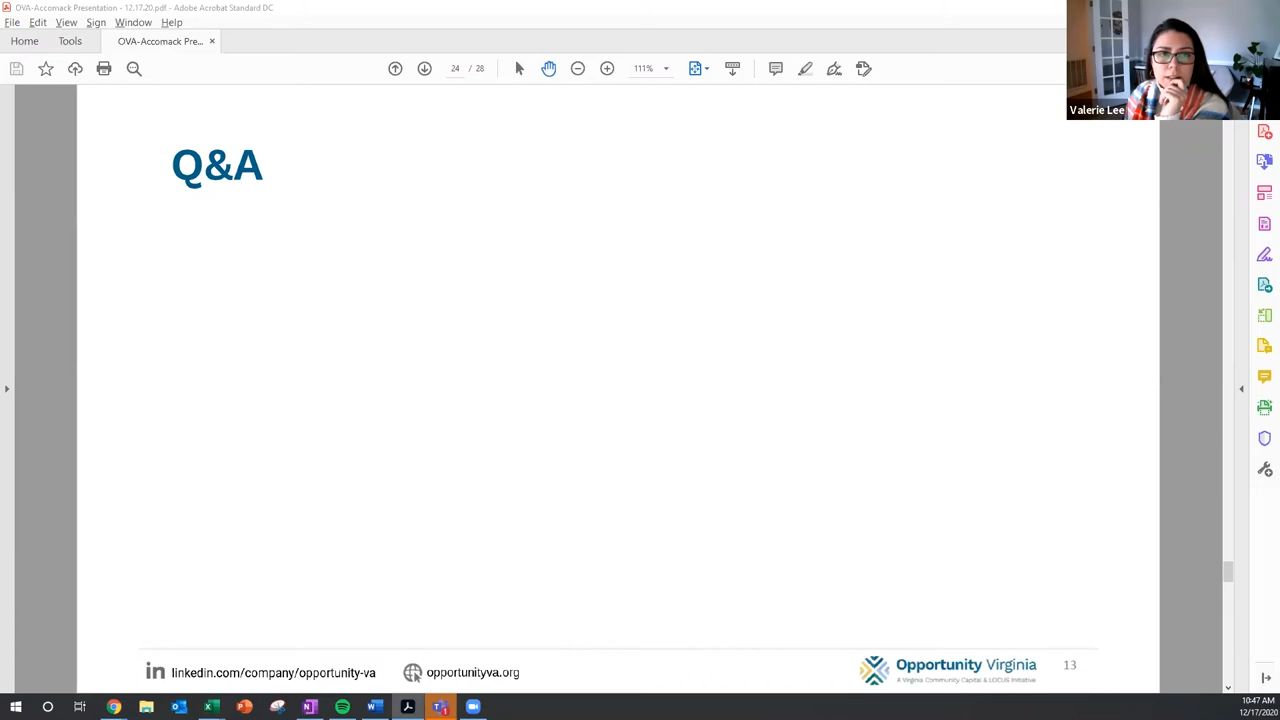 OVA-Accomack Presentation - 12.17.20.pdf - Adobe Acrobat Standard DC
File Edit View Sign Window Help
Home Tools OVA-Accomack Pre... ×
24 / 28 111%
Valerie Lee
Q&A
in linkedin.com/company/opportunity-va opportunityva.org
Opportunity Virginia
A Virginia Community Capital & LOCUS Initiative
13
10:47 AM
12/17/2020